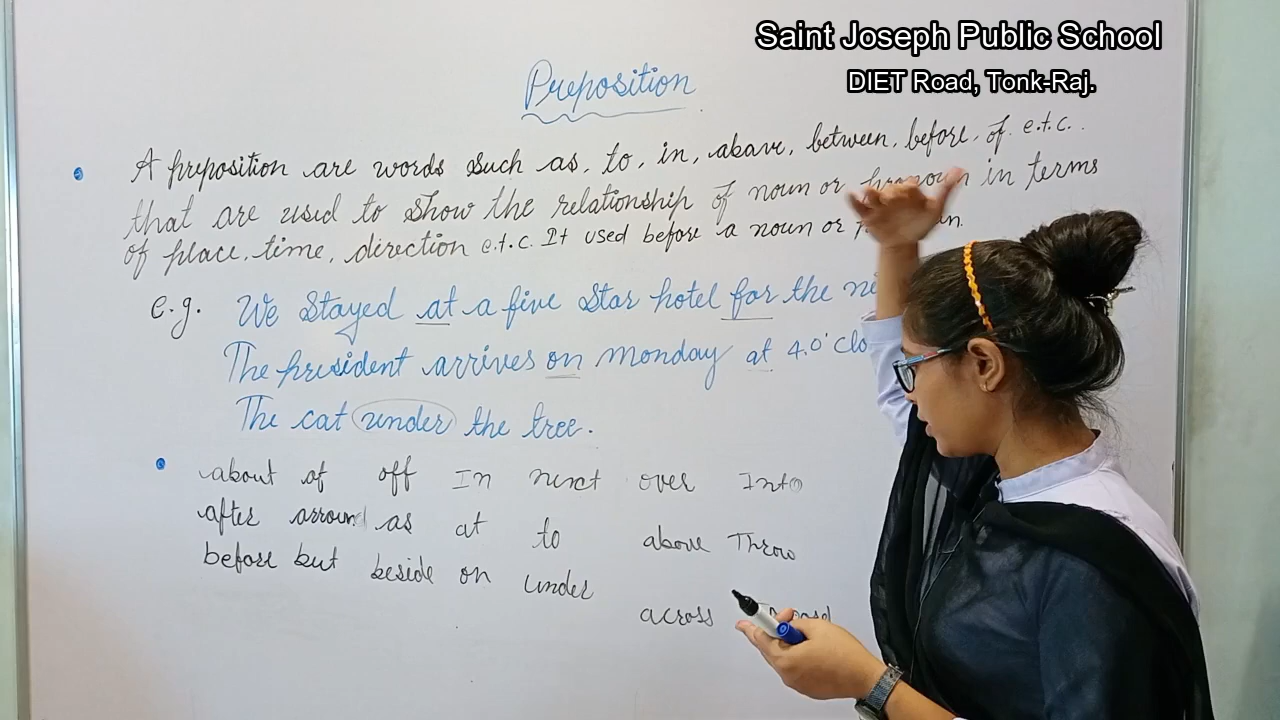 Saint Joseph Public School
DIET Road, Tonk-Raj.
Preposition
A preposition are words such as, to, in, abave, between, before, of e.t.c.
that are used to show the relationship of noun or in terms
of place, time, direction e.t.c. It used before a noun or
e.g. We stayed at a five star hotel for the
The president arrives on monday at 4.0'
The cat under the tree.
about of off In next over Into
after arround as at to above Throw
before but beside on under
across